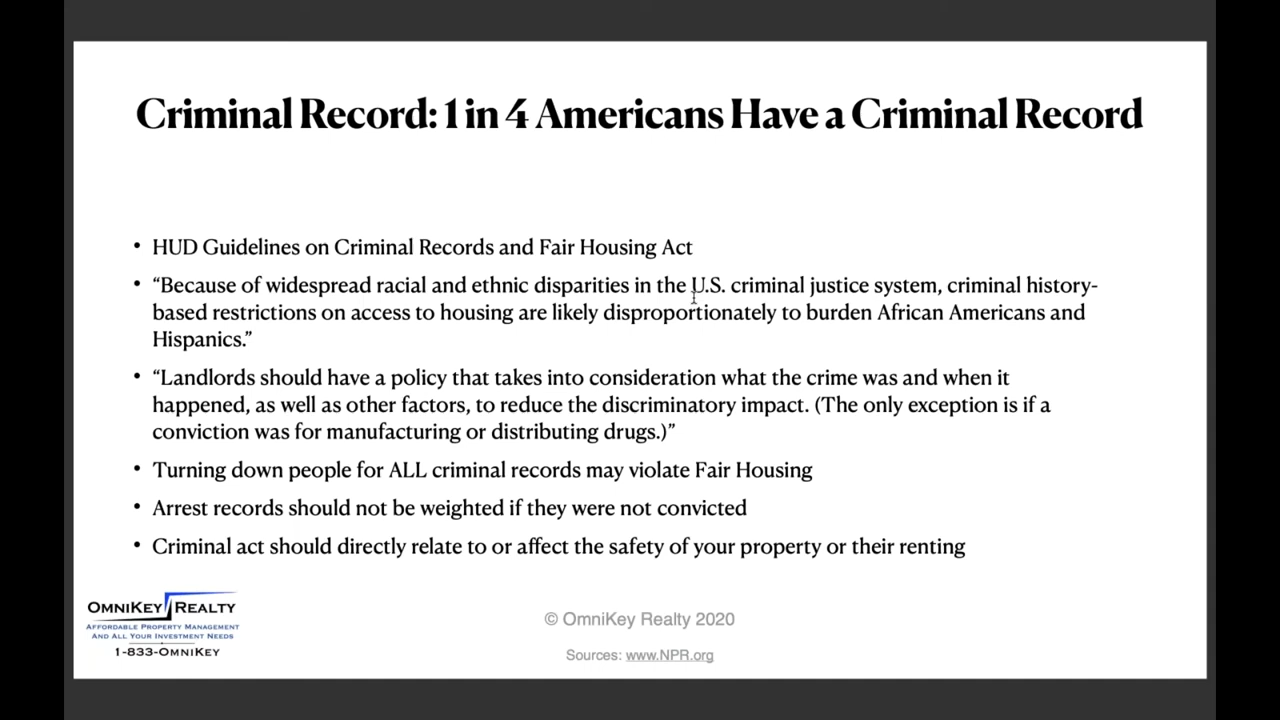 Criminal Record: 1 in 4 Americans Have a Criminal Record
• HUD Guidelines on Criminal Records and Fair Housing Act
• “Because of widespread racial and ethnic disparities in the U.S. criminal justice system, criminal history-
based restrictions on access to housing are likely disproportionately to burden African Americans and
Hispanics.”
• “Landlords should have a policy that takes into consideration what the crime was and when it
happened, as well as other factors, to reduce the discriminatory impact. (The only exception is if a
conviction was for manufacturing or distributing drugs.)”
• Turning down people for ALL criminal records may violate Fair Housing
• Arrest records should not be weighted if they were not convicted
• Criminal act should directly relate to or affect the safety of your property or their renting
OMNIKEY REALTY
AFFORDABLE PROPERTY MANAGEMENT
AND ALL YOUR INVESTMENT NEEDS
1-833-OMNIKEY
© OmniKey Realty 2020
Sources: www.NPR.org